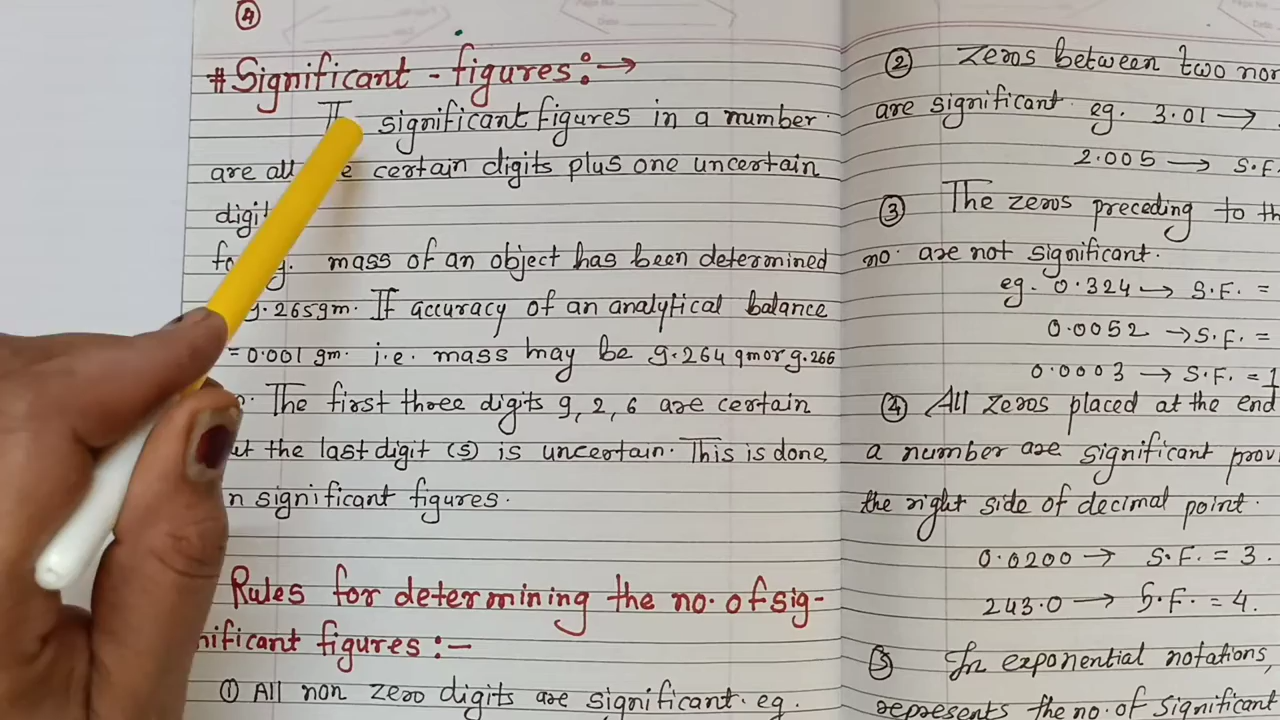 4
# Significant - figures :→
significant figures in a number
are all certain digits plus one uncertain
digit
mass of an object has been determined
9.265gm. If accuracy of an analytical balance
= 0.001 gm. i.e. mass may be 9.264 gm or 9.266
The first three digits 9, 2, 6 are certain
the last digit (5) is uncertain. This is done
in significant figures.
Rules for determining the no. of sig-
nificant figures :-
① All non zero digits are significant. eg.
② Zeros between two
are significant. eg. 3.01 →
2.005 → S.F.
③ The zeros preceding to
no. are not significant.
eg. 0.324 → S.F. =
0.0052 → S.F. =
0.0003 → S.F. = 1
④ All zeros placed at the end
a number are significant
the right side of decimal point.
0.0200 → S.F. = 3.
243.0 → S.F. = 4.
⑤ In exponential notations,
represents the no. of significant